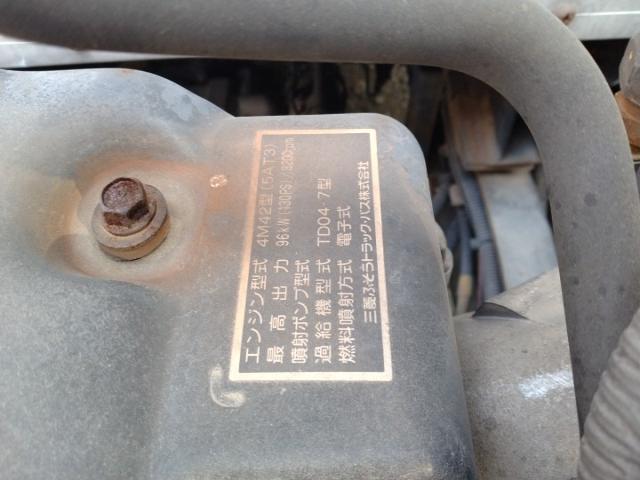 エンジン型式 4M42型(5AT3)
最高出力 96kW(130PS)/3200rpm
噴射ポンプ型式
過給機型式 TD04-7型
燃料噴射方式 電子式
三菱ふそうトラック・バス株式会社